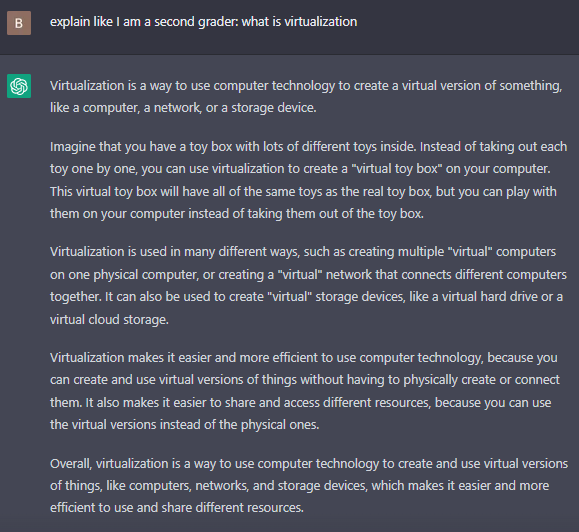 B
explain like I am a second grader: what is virtualization
Virtualization is a way to use computer technology to create a virtual version of something,
like a computer, a network, or a storage device.
Imagine that you have a toy box with lots of different toys inside. Instead of taking out each
toy one by one, you can use virtualization to create a "virtual toy box" on your computer.
This virtual toy box will have all of the same toys as the real toy box, but you can play with
them on your computer instead of taking them out of the toy box.
Virtualization is used in many different ways, such as creating multiple "virtual" computers
on one physical computer, or creating a "virtual" network that connects different computers
together. It can also be used to create "virtual" storage devices, like a virtual hard drive or a
virtual cloud storage.
Virtualization makes it easier and more efficient to use computer technology, because you
can create and use virtual versions of things without having to physically create or connect
them. It also makes it easier to share and access different resources, because you can use
the virtual versions instead of the physical ones.
Overall, virtualization is a way to use computer technology to create and use virtual versions
of things, like computers, networks, and storage devices, which makes it easier and more
efficient to use and share different resources.